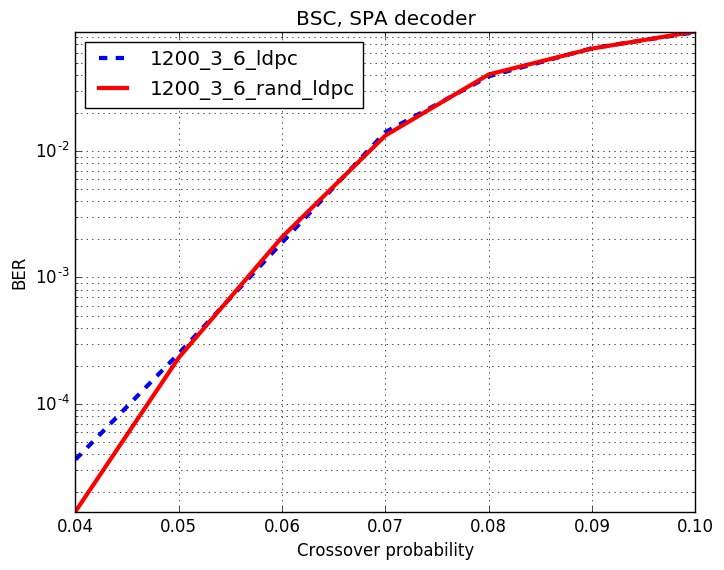 BSC, SPA decoder
1200_3_6_ldpc
1200_3_6_rand_ldpc
10^-2
10^-3
10^-4
BER
0.04 0.05 0.06 0.07 0.08 0.09 0.10
Crossover probability